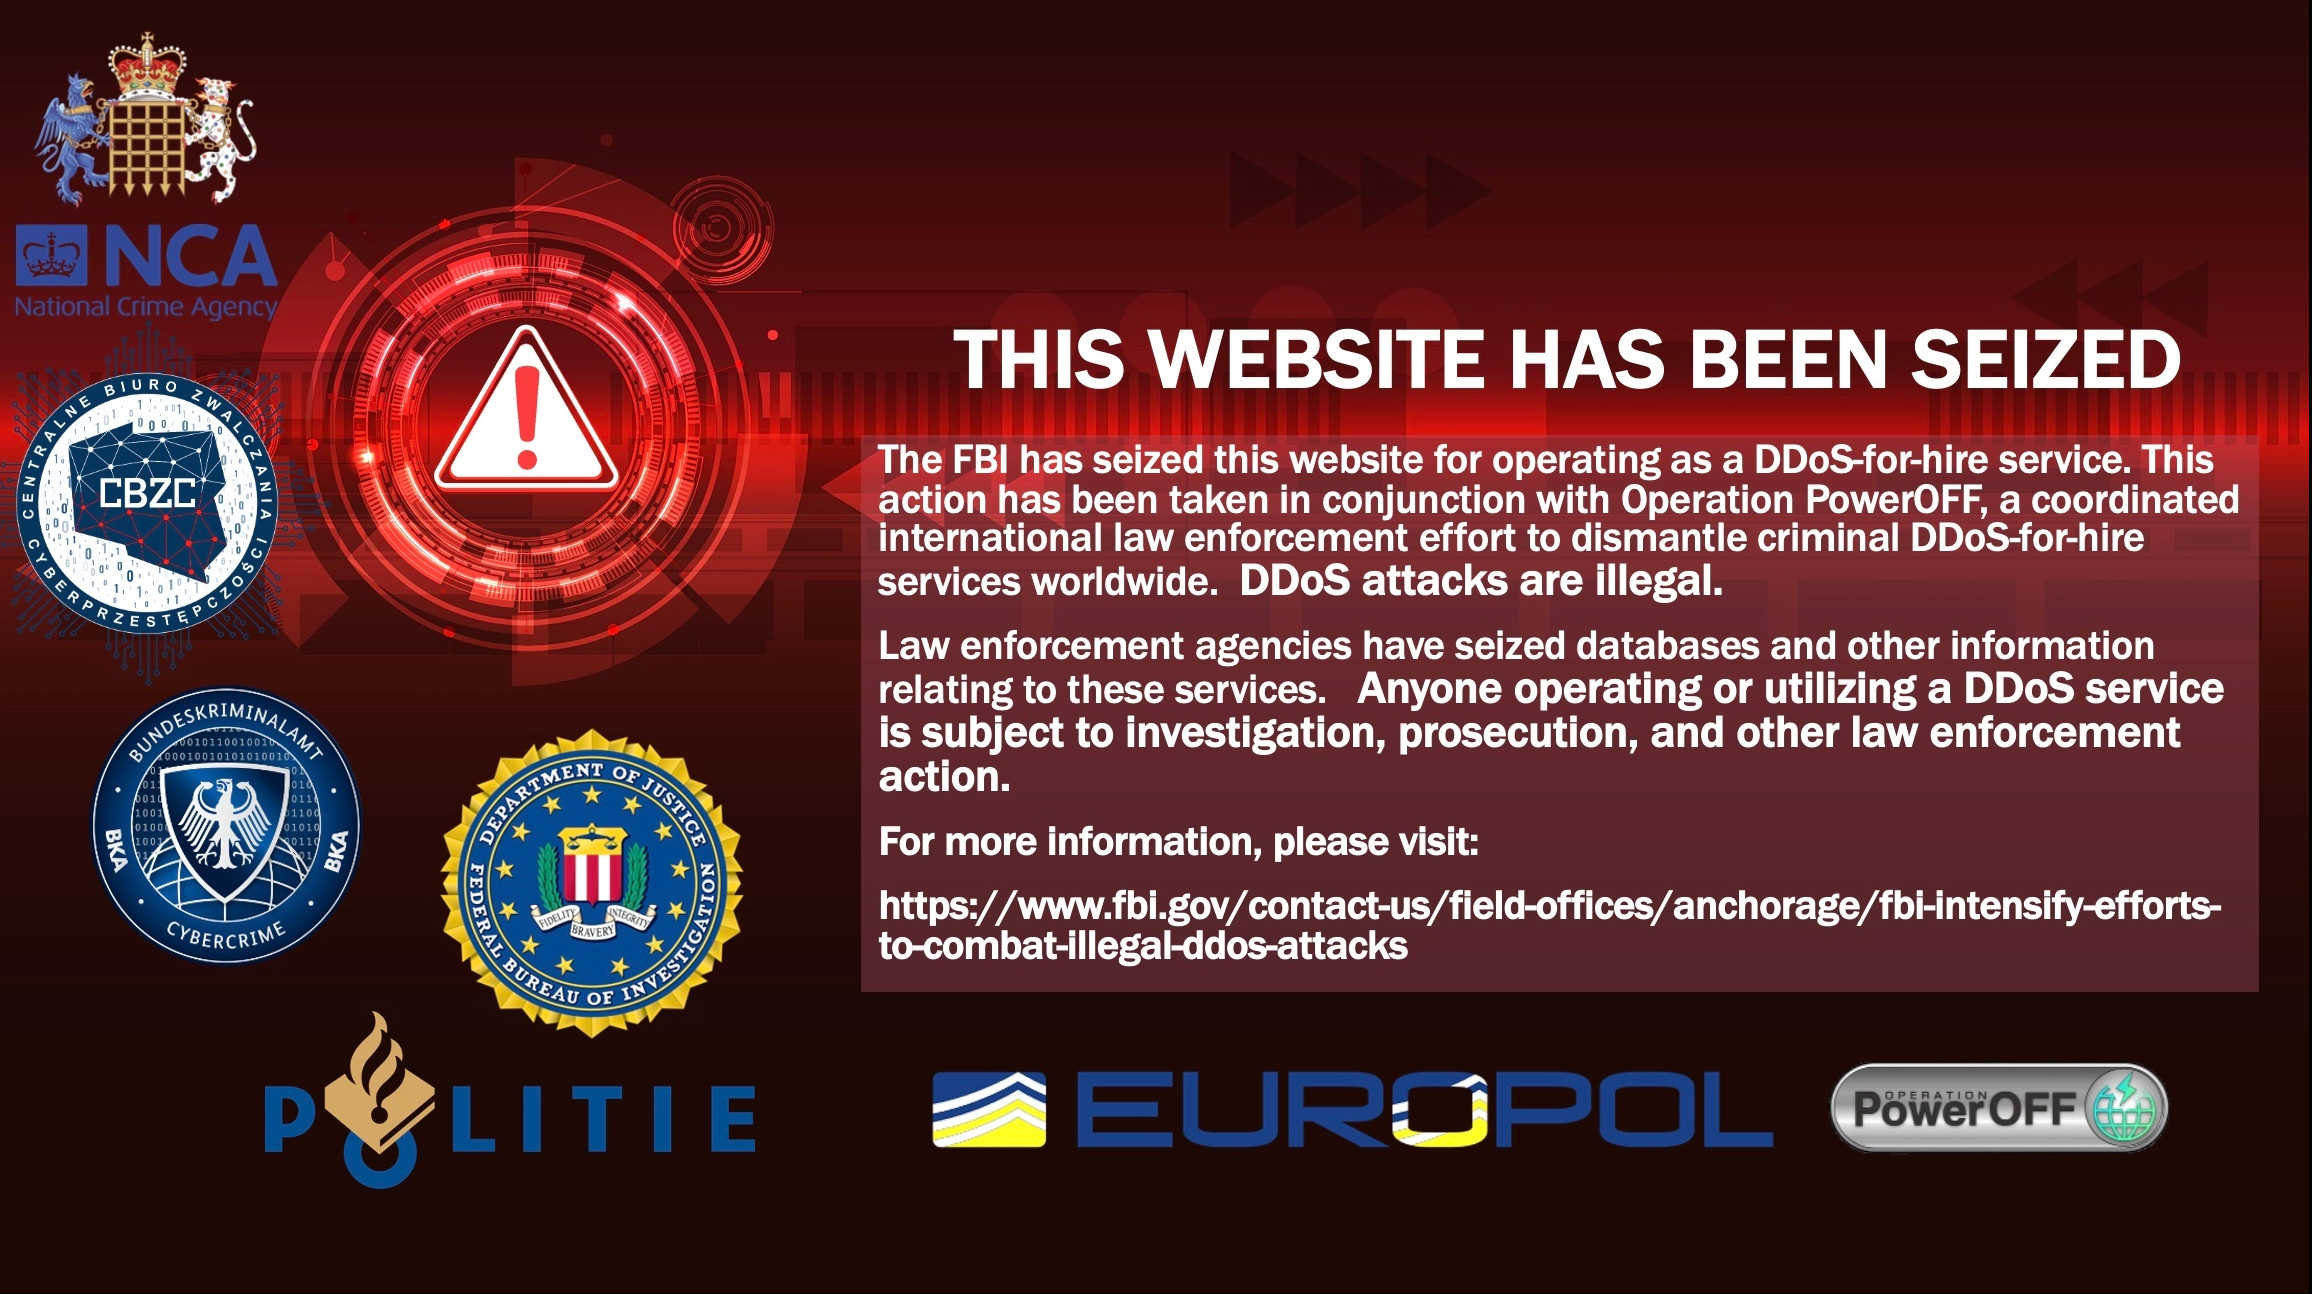 NCA
National Crime Agency
CENTRALNE BIURO ZWALCZANIA
CBZC
CYBERPRZESTĘPCZOŚCI
THIS WEBSITE HAS BEEN SEIZED
The FBI has seized this website for operating as a DDoS-for-hire service. This
action has been taken in conjunction with Operation PowerOFF, a coordinated
international law enforcement effort to dismantle criminal DDoS-for-hire
services worldwide. DDoS attacks are illegal.
Law enforcement agencies have seized databases and other information
relating to these services. Anyone operating or utilizing a DDoS service
is subject to investigation, prosecution, and other law enforcement
action.
For more information, please visit:
https://www.fbi.gov/contact-us/field-offices/anchorage/fbi-intensify-efforts-
to-combat-illegal-ddos-attacks
BUNDESKRIMINALAMT
BKA
BKA
CYBERCRIME
DEPARTMENT OF JUSTICE
FIDELITY
BRAVERY
INTEGRITY
FEDERAL BUREAU OF INVESTIGATION
POLITIE
EUROPOL
OPERATION
PowerOFF